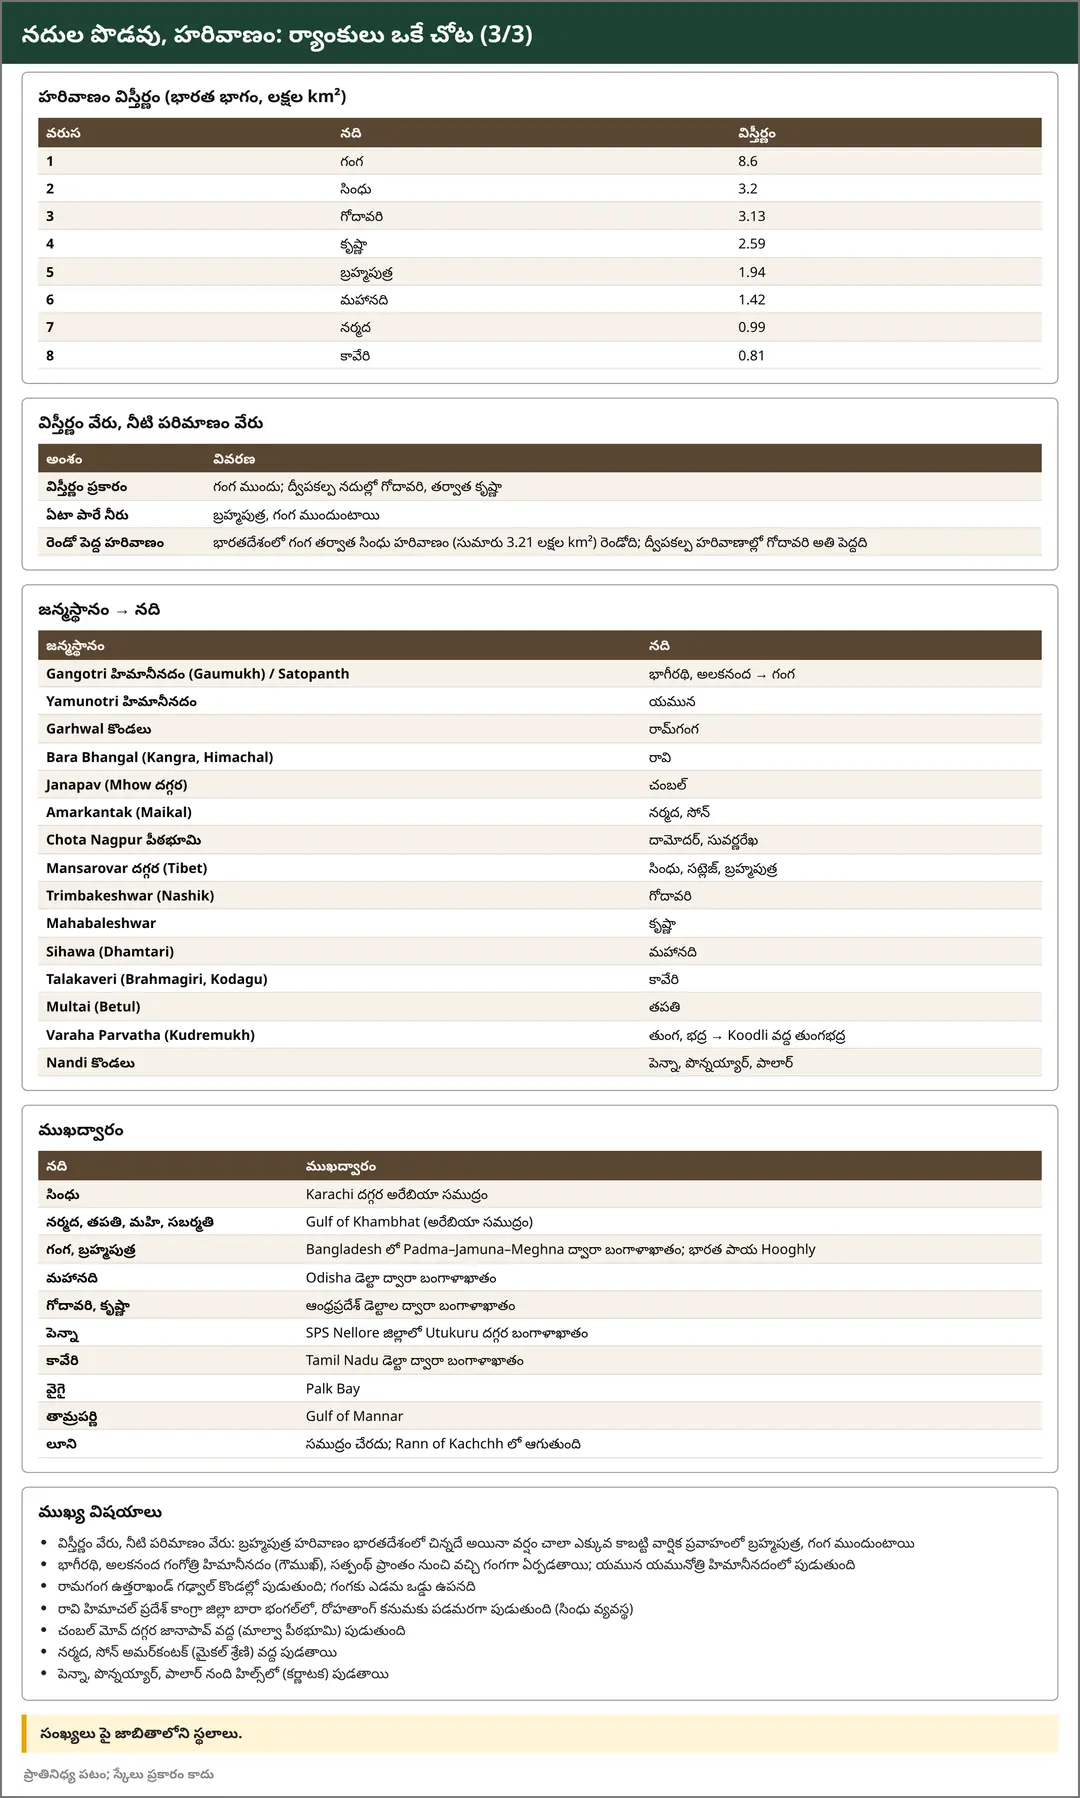 నదుల పొడవు, హరివాణం: ర్యాంకులు ఒకే చోట (3/3)
హరివాణం విస్తీర్ణం (భారత భాగం, లక్షల km²)
వరుస నది విస్తీర్ణం
1 గంగ 8.6
2 సింధు 3.2
3 గోదావరి 3.13
4 కృష్ణా 2.59
5 బ్రహ్మపుత్ర 1.94
6 మహానది 1.42
7 నర్మద 0.99
8 కావేరి 0.81
విస్తీర్ణం వేరు, నీటి పరిమాణం వేరు
అంశం వివరణ
విస్తీర్ణం ప్రకారం గంగ ముందు; ద్వీపకల్ప నదుల్లో గోదావరి, తర్వాత కృష్ణా
ఏటా పారే నీరు బ్రహ్మపుత్ర, గంగ ముందుంటాయి
రెండో పెద్ద హరివాణం భారతదేశంలో గంగ తర్వాత సింధు హరివాణం (సుమారు 3.21 లక్షల km²) రెండోది; ద్వీపకల్ప హరివాణాల్లో గోదావరి అతి పెద్దది
జన్మస్థానం → నది
జన్మస్థానం నది
Gangotri హిమానీనదం (Gaumukh) / Satopanth భాగీరథి, అలకనంద → గంగ
Yamunotri హిమానీనదం యమున
Garhwal కొండలు రామ్‌గంగ
Bara Bhangal (Kangra, Himachal) రావి
Janapav (Mhow దగ్గర) చంబల్
Amarkantak (Maikal) నర్మద, సోన్
Chota Nagpur పీఠభూమి దామోదర్, సువర్ణరేఖ
Mansarovar దగ్గర (Tibet) సింధు, సట్లెజ్, బ్రహ్మపుత్ర
Trimbakeshwar (Nashik) గోదావరి
Mahabaleshwar కృష్ణా
Sihawa (Dhamtari) మహానది
Talakaveri (Brahmagiri, Kodagu) కావేరి
Multai (Betul) తపతి
Varaha Parvatha (Kudremukh) తుంగ, భద్ర → Koodli వద్ద తుంగభద్ర
Nandi కొండలు పెన్నా, పొన్నయ్యార్, పాలార్
ముఖద్వారం
నది ముఖద్వారం
సింధు Karachi దగ్గర అరేబియా సముద్రం
నర్మద, తపతి, మహి, సబర్మతి Gulf of Khambhat (అరేబియా సముద్రం)
గంగ, బ్రహ్మపుత్ర Bangladesh లో Padma–Jamuna–Meghna ద్వారా బంగాళాఖాతం; భారత పాయ Hooghly
మహానది Odisha డెల్టా ద్వారా బంగాళాఖాతం
గోదావరి, కృష్ణా ఆంధ్రప్రదేశ్ డెల్టాల ద్వారా బంగాళాఖాతం
పెన్నా SPS Nellore జిల్లాలో Utukuru దగ్గర బంగాళాఖాతం
కావేరి Tamil Nadu డెల్టా ద్వారా బంగాళాఖాతం
వైగై Palk Bay
తామ్రపర్ణి Gulf of Mannar
లూని సముద్రం చేరదు; Rann of Kachchh లో ఆగుతుంది
ముఖ్య విషయాలు
• విస్తీర్ణం వేరు, నీటి పరిమాణం వేరు: బ్రహ్మపుత్ర హరివాణం భారతదేశంలో చిన్నదే అయినా వర్షం చాలా ఎక్కువ కాబట్టి వార్షిక ప్రవాహంలో బ్రహ్మపుత్ర, గంగ ముందుంటాయి
• భాగీరథి, అలకనంద గంగోత్రి హిమానీనదం (గౌముఖ్), సత్పంథ్ ప్రాంతం నుంచి వచ్చి గంగగా ఏర్పడతాయి; యమున యమునోత్రి హిమానీనదంలో పుడుతుంది
• రామగంగ ఉత్తరాఖండ్ గఢ్వాల్ కొండల్లో పుడుతుంది; గంగకు ఎడమ ఒడ్డు ఉపనది
• రావి హిమాచల్ ప్రదేశ్ కాంగ్రా జిల్లా బారా భంగల్‌లో, రోహతాంగ్ కనుమకు పడమరగా పుడుతుంది (సింధు వ్యవస్థ)
• చంబల్ మోవ్ దగ్గర జానాపావ్ వద్ద (మాల్వా పీఠభూమి) పుడుతుంది
• నర్మద, సోన్ అమర్‌కంటక్ (మైకల్ శ్రేణి) వద్ద పుడతాయి
• పెన్నా, పొన్నయ్యార్, పాలార్ నంది హిల్స్‌లో (కర్ణాటక) పుడతాయి
సంఖ్యలు పై జాబితాలోని స్థలాలు.
ప్రాతినిధ్య పటం; స్కేలు ప్రకారం కాదు